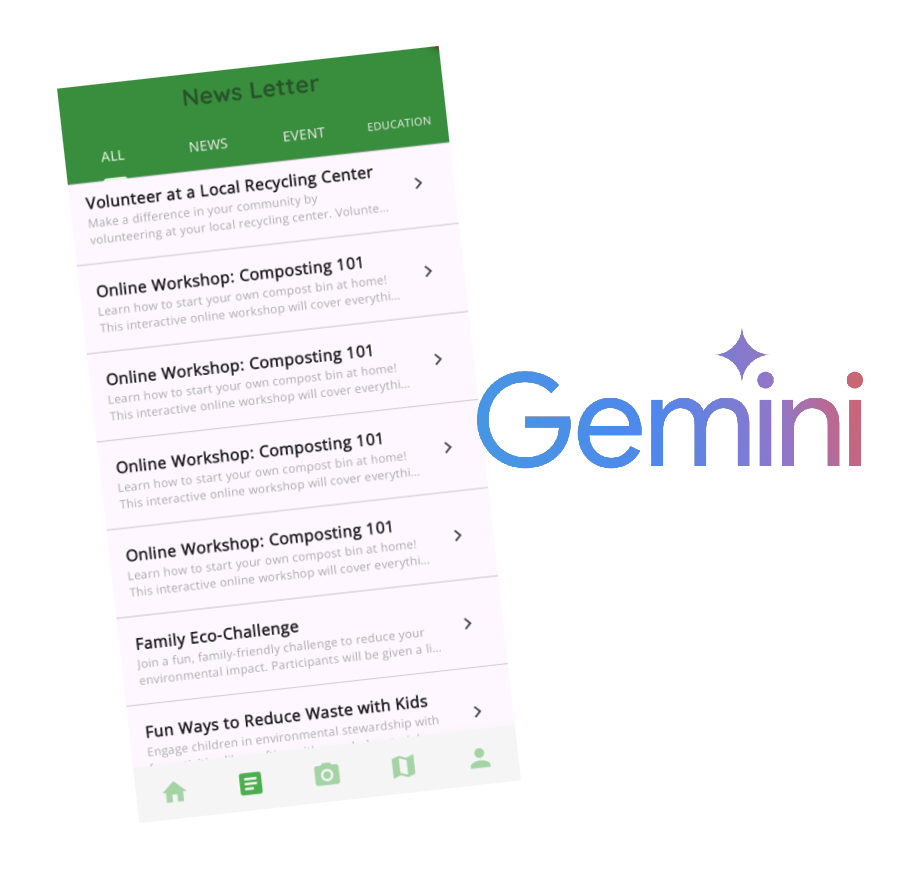 News Letter
ALL NEWS EVENT EDUCATION
Volunteer at a Local Recycling Center
Make a difference in your community by
volunteering at your local recycling center. Volunte...
Online Workshop: Composting 101
Learn how to start your own compost bin at home!
This interactive online workshop will cover everythi...
Online Workshop: Composting 101
Learn how to start your own compost bin at home!
This interactive online workshop will cover everythi...
Online Workshop: Composting 101
Learn how to start your own compost bin at home!
This interactive online workshop will cover everythi...
Online Workshop: Composting 101
Learn how to start your own compost bin at home!
This interactive online workshop will cover everythi...
Family Eco-Challenge
Join a fun, family-friendly challenge to reduce your
environmental impact. Participants will be given a li...
Fun Ways to Reduce Waste with Kids
Engage children in environmental stewardship with
Gemini